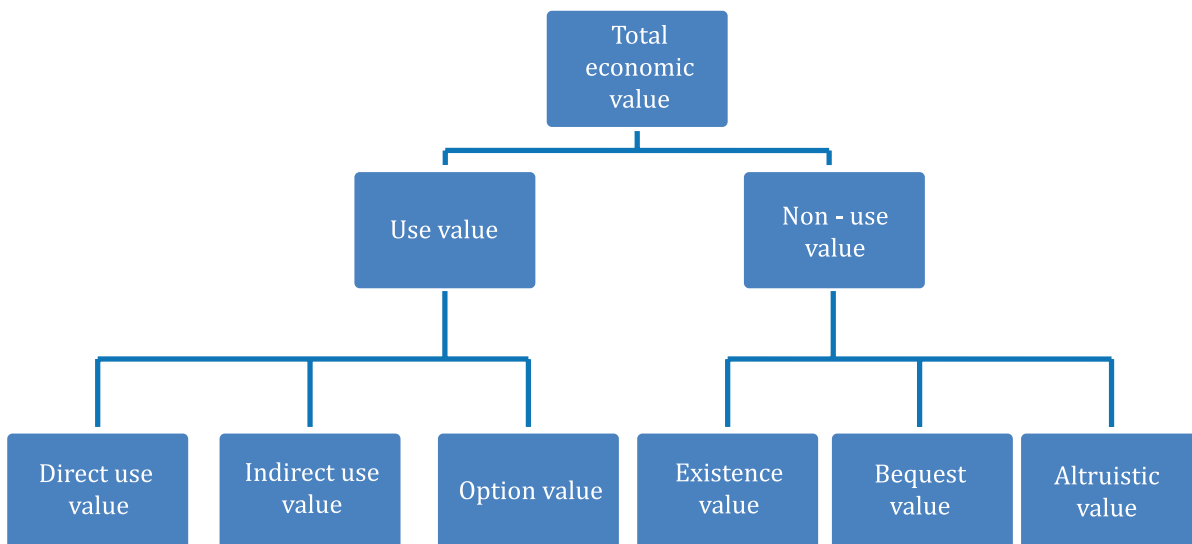 Total
economic
value
Use value
Non - use
value
Direct use
value
Indirect use
value
Option value
Existence
value
Bequest
value
Altruistic
value